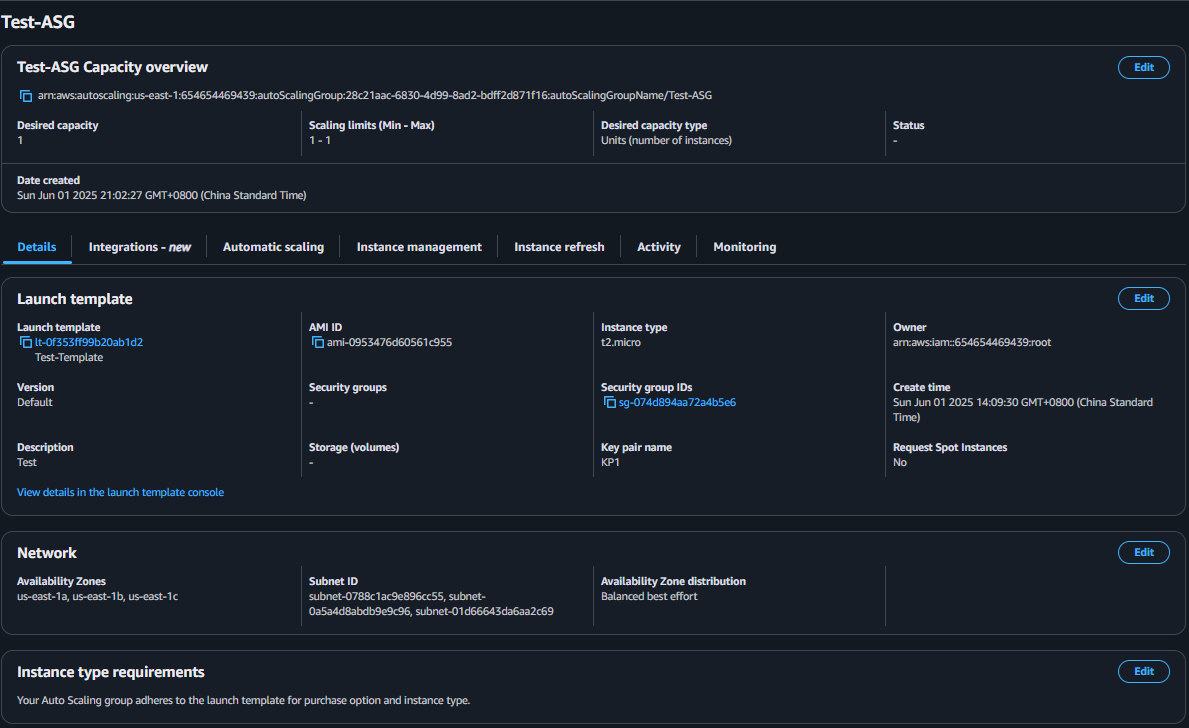 Test-ASG
Test-ASG Capacity overview
Edit
arn:aws:autoscaling:us-east-1:654654469439:autoScalingGroup:28c21aac-6830-4d99-8ad2-bdff2d871f16:autoScalingGroupName/Test-ASG
Desired capacity
1
Scaling limits (Min - Max)
1 - 1
Desired capacity type
Units (number of instances)
Status
-
Date created
Sun Jun 01 2025 21:02:27 GMT+0800 (China Standard Time)
Details
Integrations - new
Automatic scaling
Instance management
Instance refresh
Activity
Monitoring
Launch template
Edit
Launch template
lt-0f353ff99b20ab1d2
Test-Template
AMI ID
ami-0953476d60561c955
Instance type
t2.micro
Owner
arn:aws:iam::654654469439:root
Version
Default
Security groups
-
Security group IDs
sg-074d894aa72a4b5e6
Create time
Sun Jun 01 2025 14:09:30 GMT+0800 (China Standard
Time)
Description
Test
Storage (volumes)
-
Key pair name
KP1
Request Spot Instances
No
View details in the launch template console
Network
Edit
Availability Zones
us-east-1a, us-east-1b, us-east-1c
Subnet ID
subnet-0788c1ac9e896cc55, subnet-
0a5a4d8abdb9e9c96, subnet-01d66643da6aa2c69
Availability Zone distribution
Balanced best effort
Instance type requirements
Edit
Your Auto Scaling group adheres to the launch template for purchase option and instance type.